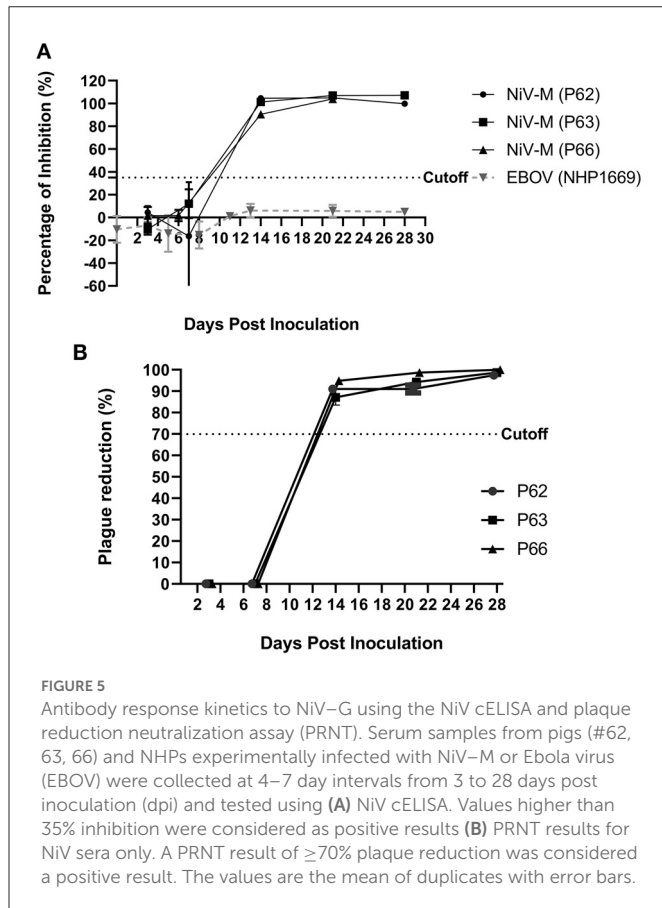 A
Percentage of Inhibition (%)
120
100
80
60
40
20
0
-20
-40
-60
2 4 6 8 10 12 14 16 18 20 22 24 26 28 30
Cutoff
NiV-M (P62)
NiV-M (P63)
NiV-M (P66)
EBOV (NHP1669)
Days Post Inoculation
B
Plague reduction (%)
100
90
80
70
60
50
40
30
20
10
0
2 4 6 8 10 12 14 16 18 20 22 24 26 28
Cutoff
P62
P63
P66
Days Post Inoculation
FIGURE 5
Antibody response kinetics to NiV–G using the NiV cELISA and plaque
reduction neutralization assay (PRNT). Serum samples from pigs (#62,
63, 66) and NHPs experimentally infected with NiV–M or Ebola virus
(EBOV) were collected at 4–7 day intervals from 3 to 28 days post
inoculation (dpi) and tested using (A) NiV cELISA. Values higher than
35% inhibition were considered as positive results (B) PRNT results for
NiV sera only. A PRNT result of ≥70% plaque reduction was considered
a positive result. The values are the mean of duplicates with error bars.